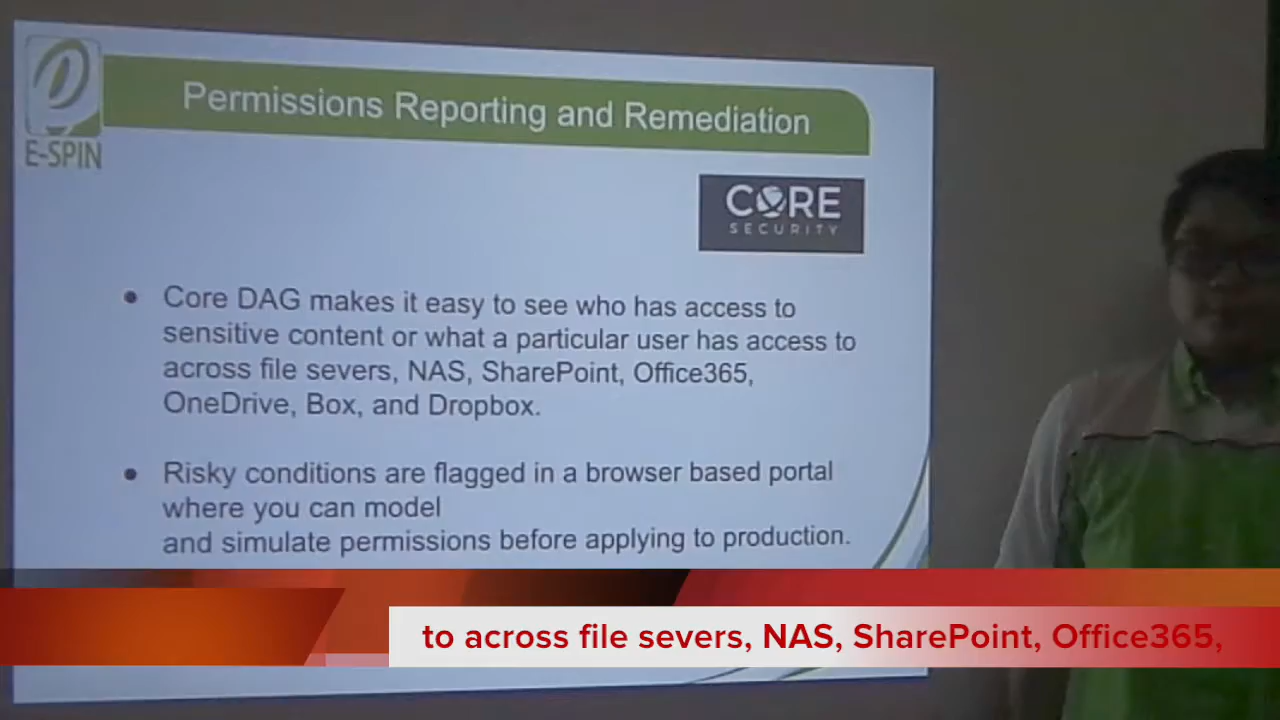 Permissions Reporting and Remediation
E-SPIN
CORE
SECURITY
• Core DAG makes it easy to see who has access to
sensitive content or what a particular user has access to
across file severs, NAS, SharePoint, Office365,
OneDrive, Box, and Dropbox.
• Risky conditions are flagged in a browser based portal
where you can model
and simulate permissions before applying to production.
to across file severs, NAS, SharePoint, Office365,